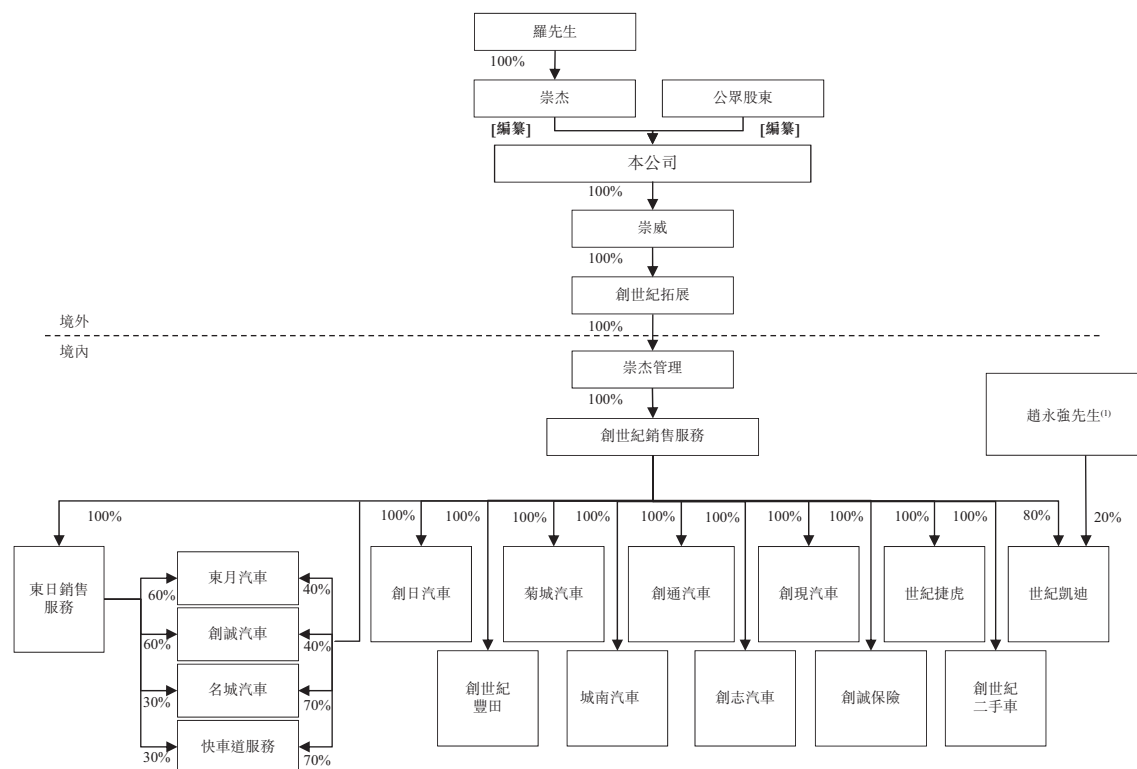 羅先生
100%
崇杰
公眾股東
[編纂]
[編纂]
本公司
100%
崇威
100%
創世紀拓展
境外
100%
境內
崇杰管理
100%
趙永強先生(1)
創世紀銷售服務
100%
100%
100%
100%
100%
100%
100%
100%
100%
100%
100%
80%
20%
東日銷售
服務
東月汽車
60%
40%
創日汽車
菊城汽車
創通汽車
創現汽車
世紀捷虎
世紀凱迪
創誠汽車
60%
40%
名城汽車
30%
70%
創世紀
豐田
城南汽車
創志汽車
創誠保險
創世紀
二手車
快車道服務
30%
70%